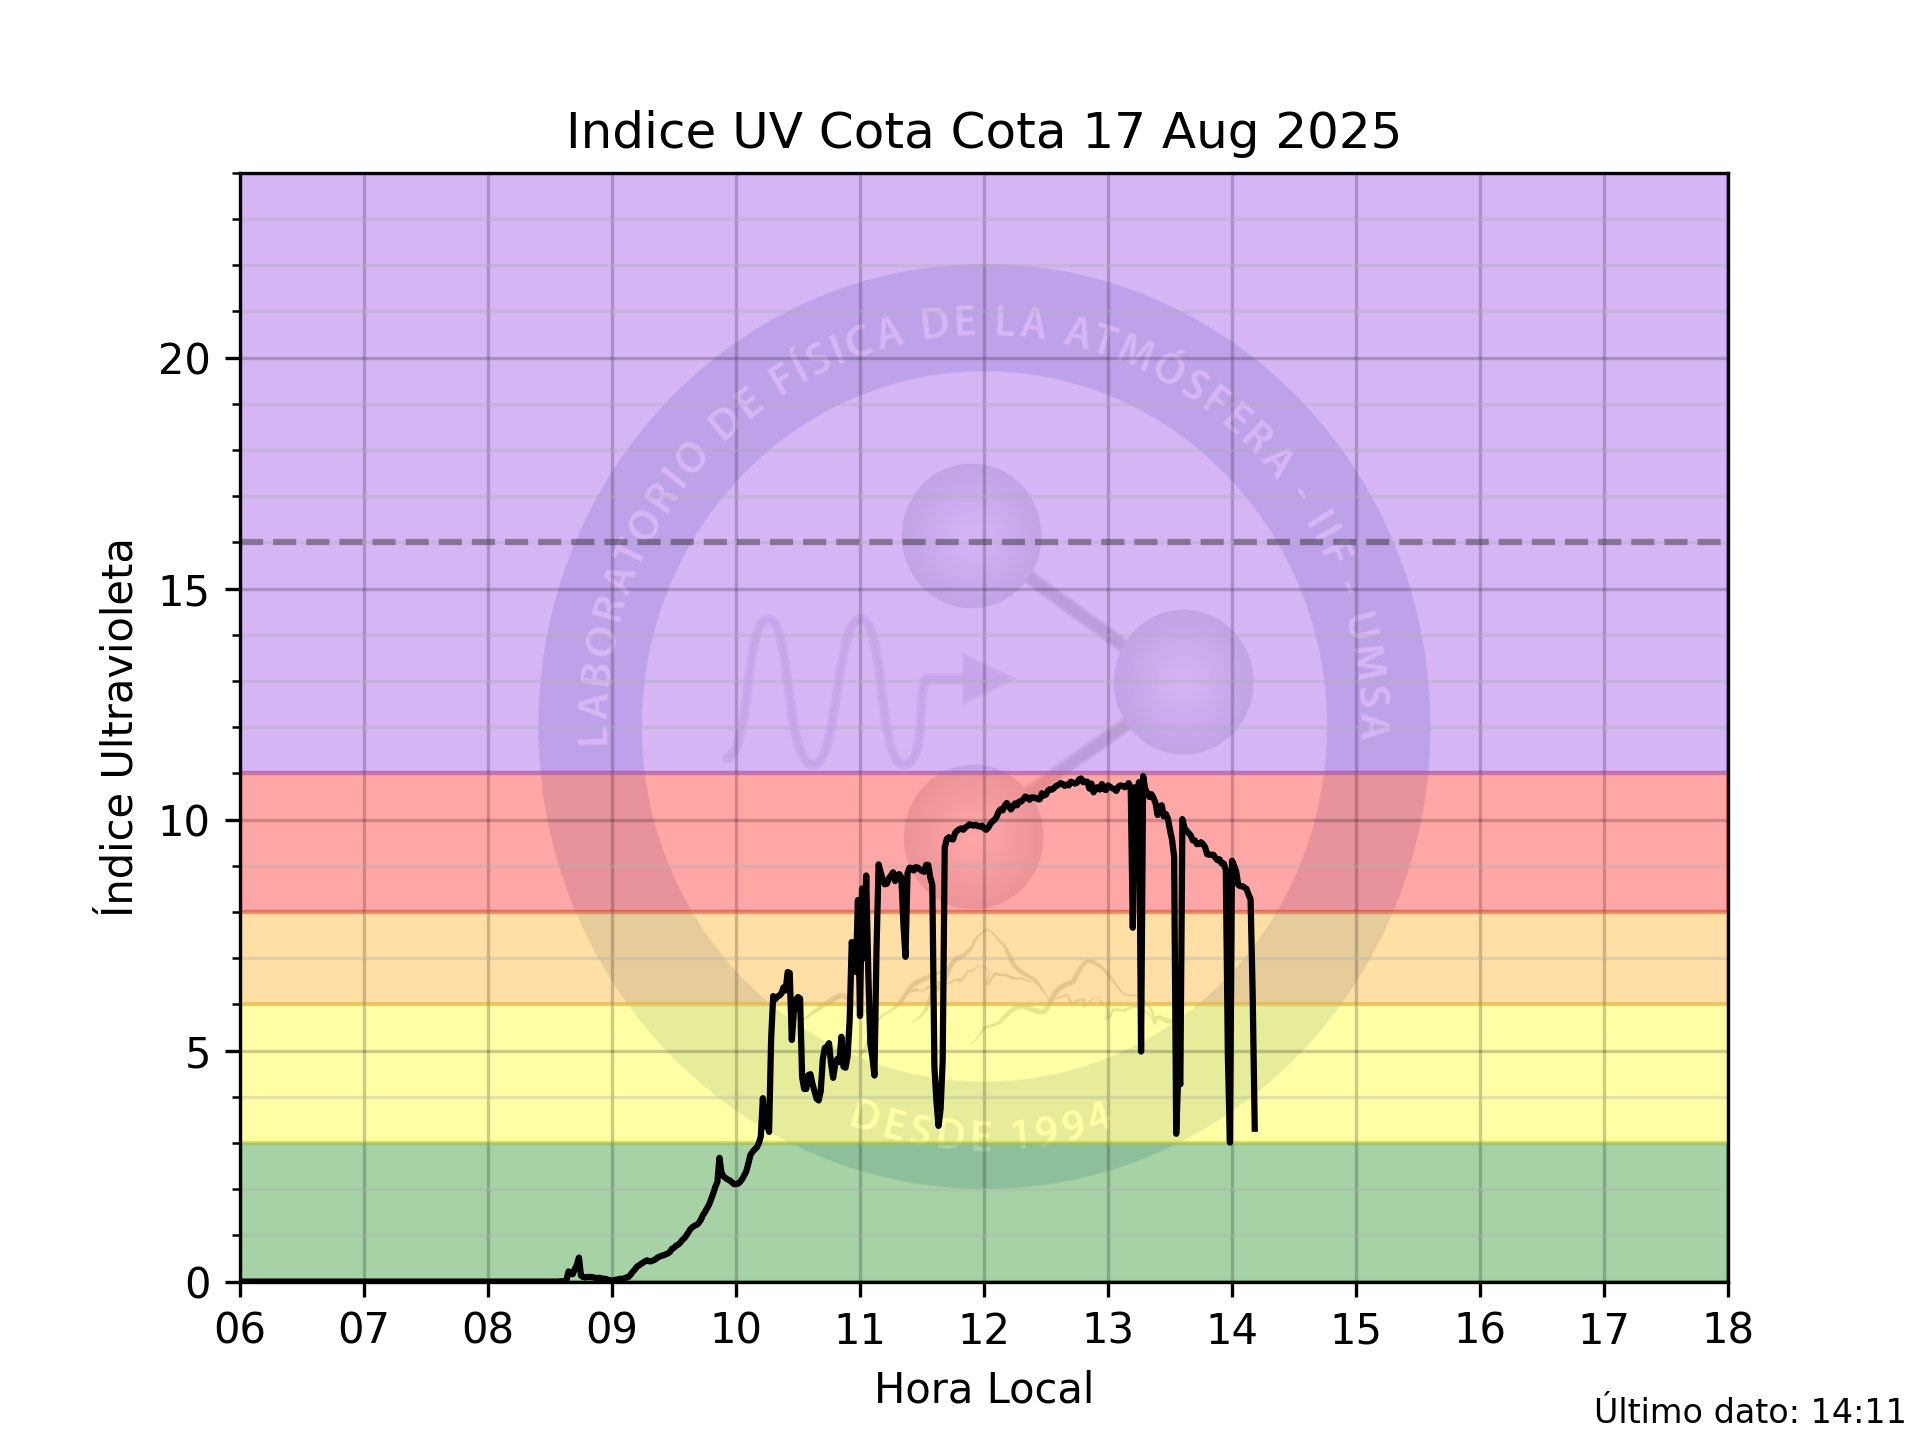 Indice UV Cota Cota 17 Aug 2025
LABORATORIO DE FÍSICA DE LA ATMÓSFERA - IIF - UMSA
DESDE 1994
Índice Ultravioleta
20
15
10
5
0
06 07 08 09 10 11 12 13 14 15 16 17 18
Hora Local
Último dato: 14:11